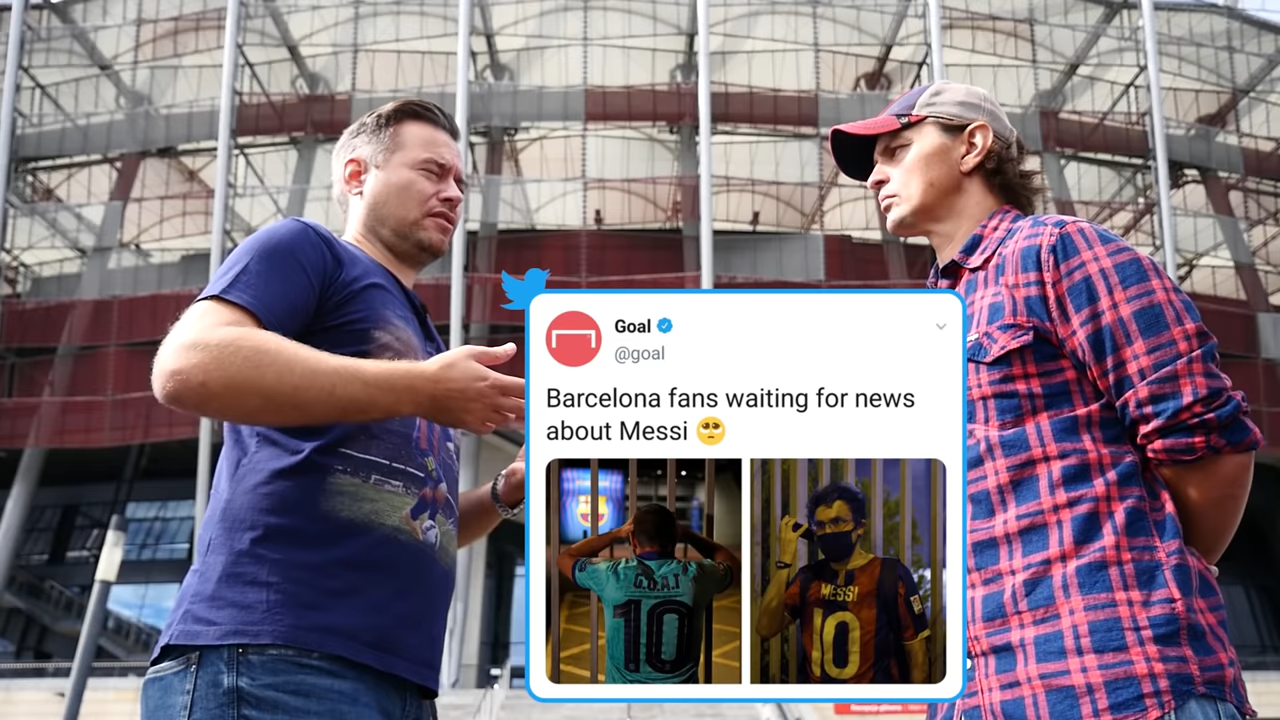 Goal
@goal
Barcelona fans waiting for news
about Messi 🥺
G.O.A.T
10
MESSI
10